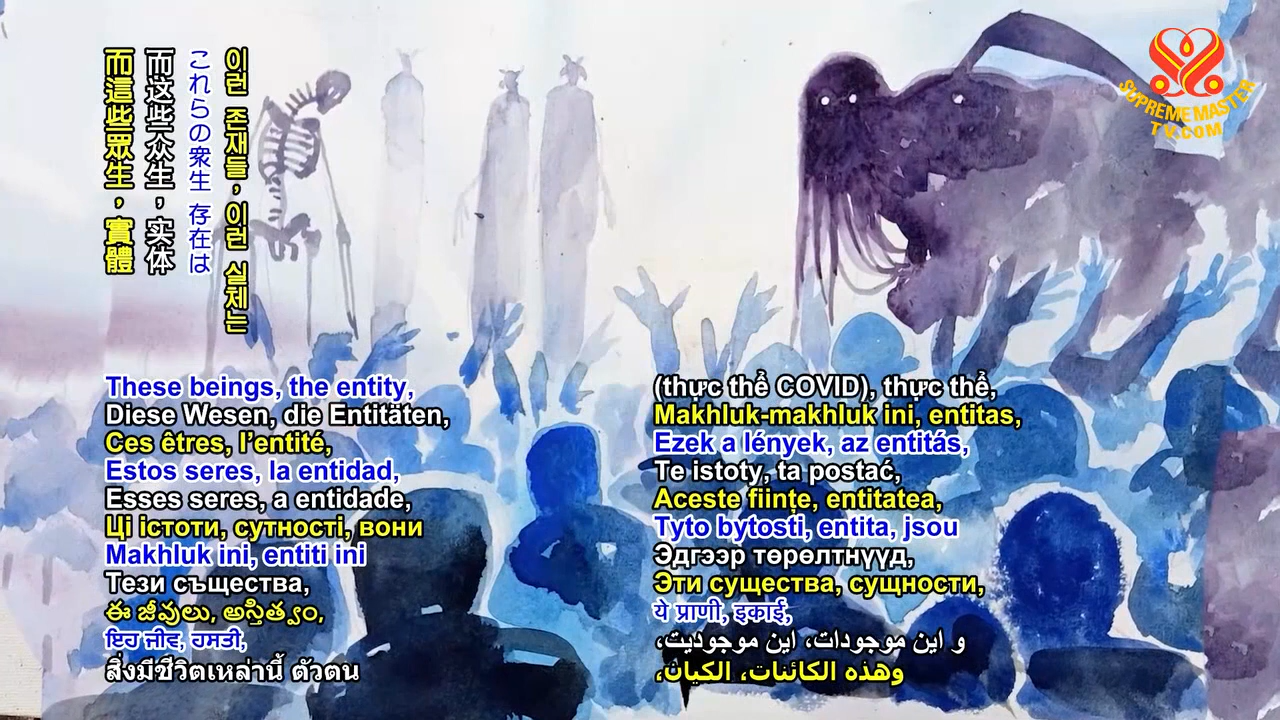 而這些眾生，實體
而这些众生，实体
これらの衆生 存在は
이런 존재들, 이런 실체는
SUPREME MASTER
TV.COM
These beings, the entity,
Diese Wesen, die Entitäten,
Ces êtres, l’entité,
Estos seres, la entidad,
Esses seres, a entidade,
Ці істоти, сутності, вони
Makhluk ini, entiti ini
Тези същества,
ఈ జీవులు, అస్తిత్వం,
ਇਹ ਜੀਵ, ਹਸਤੀ,
สิ่งมีชีวิตเหล่านี้ ตัวตน
(thực thể COVID), thực thể,
Makhluk-makhluk ini, entitas,
Ezek a lények, az entitás,
Te istoty, ta postać,
Aceste ființe, entitatea,
Tyto bytosti, entita, jsou
Эдгээр төрөлтнүүд,
Эти существа, сущности,
ये प्राणी, इकाई,
و این موجودات، این موجودیت،
وهذه الكائنات، الكيان،